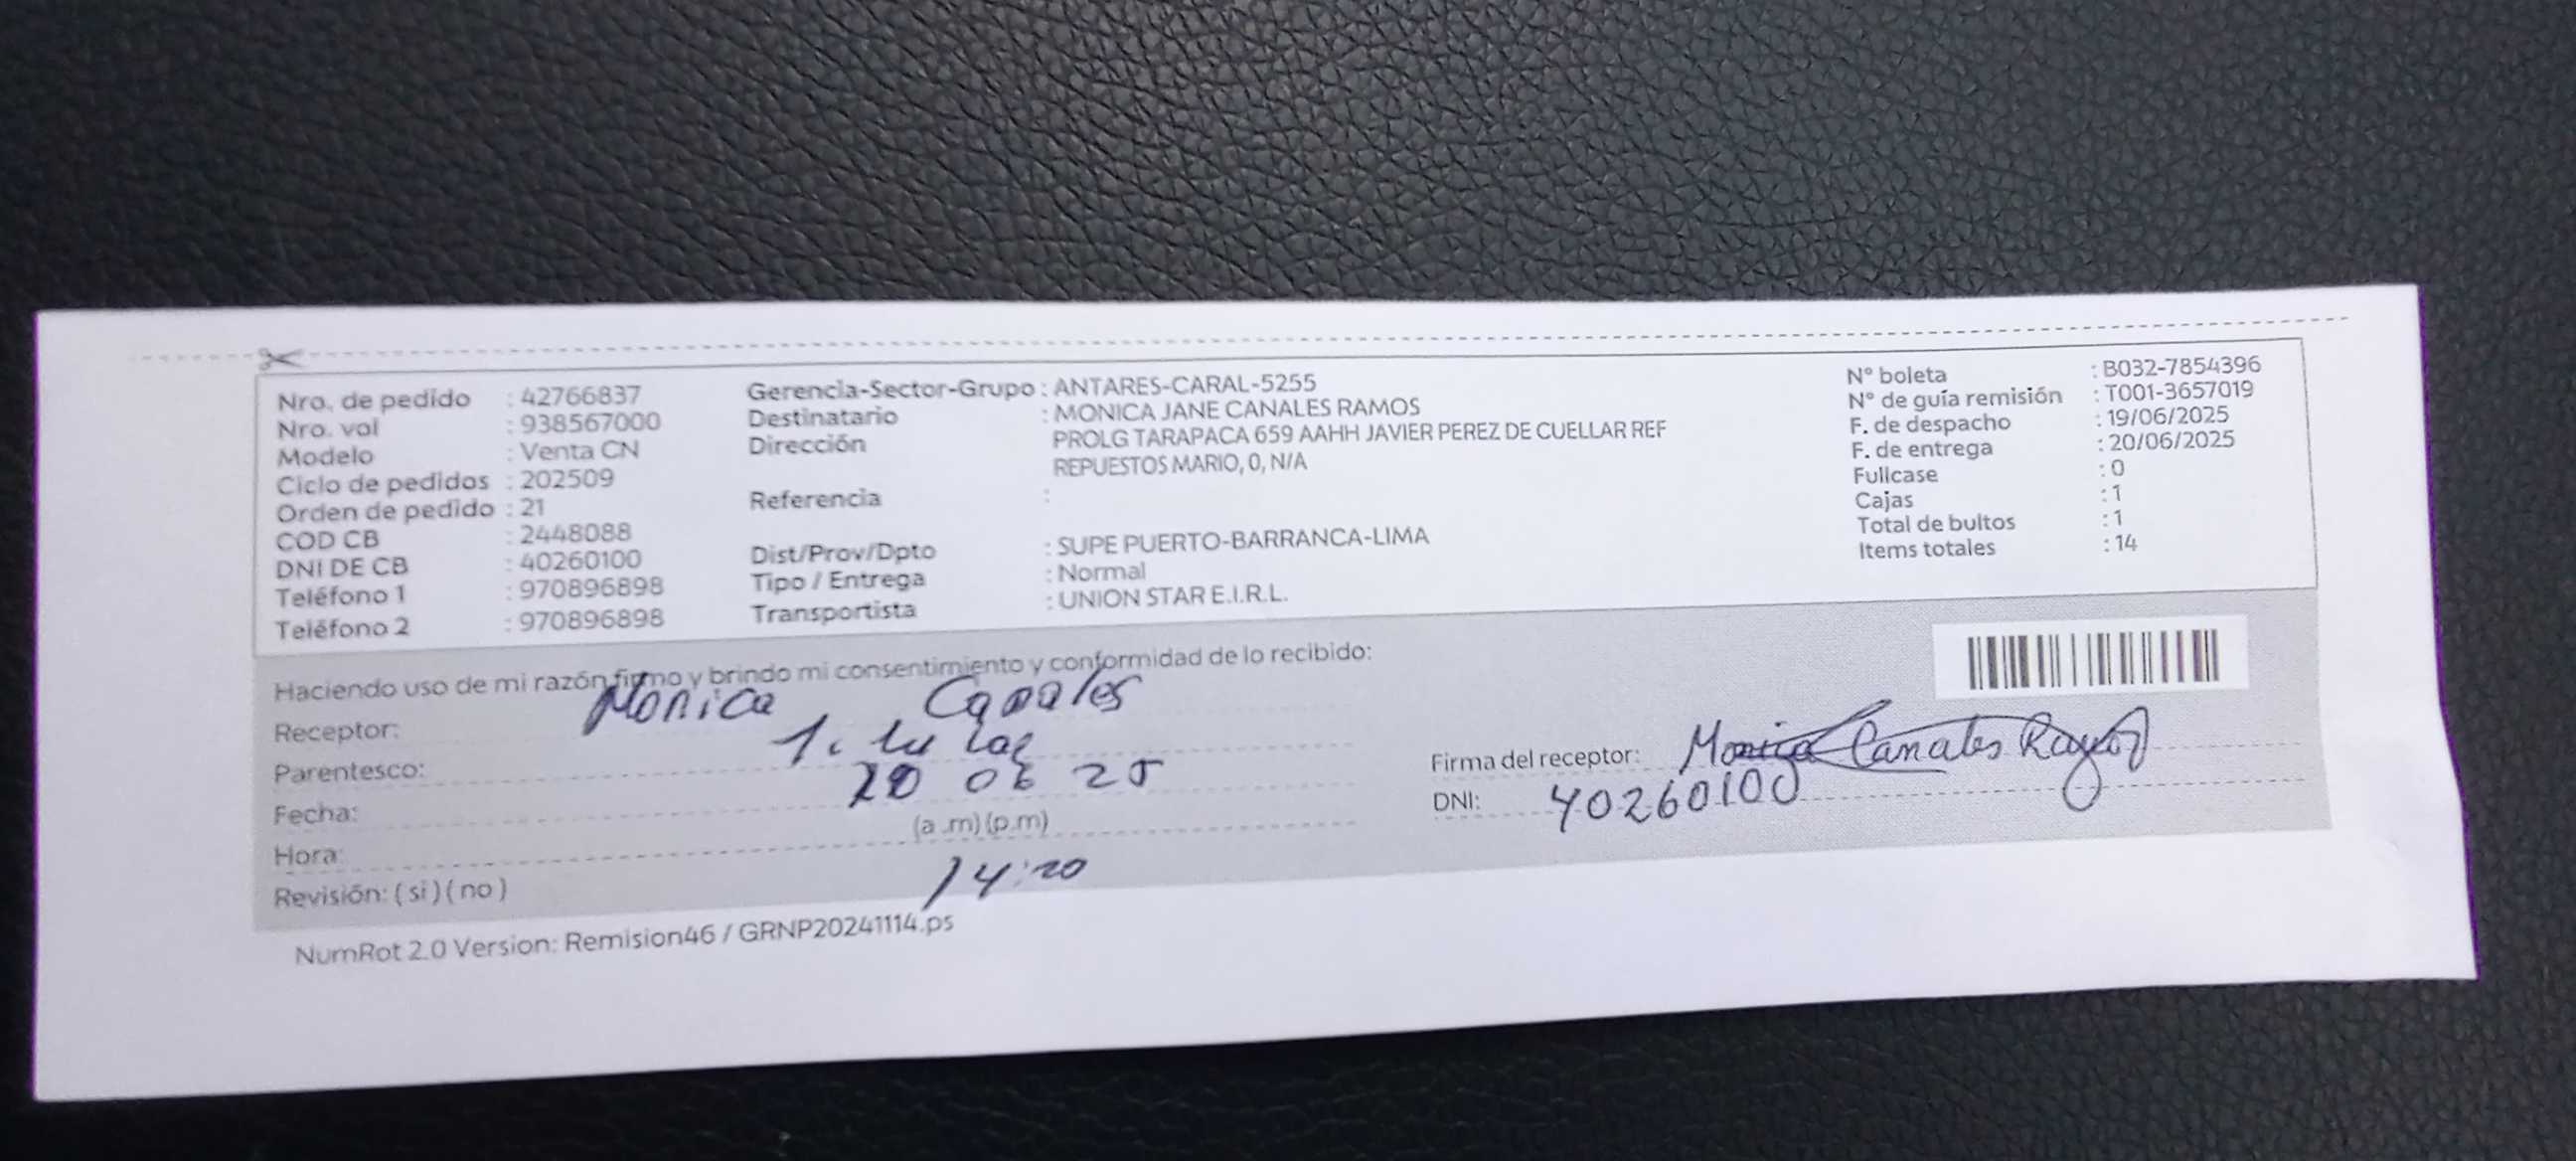 Nro. de pedido : 42766837
Nro. vol : 938567000
Modelo : Venta CN
Ciclo de pedidos : 202509
Orden de pedido : 21
COD CB : 2448088
DNI DE CB : 40260100
Teléfono 1 : 970896898
Teléfono 2 : 970896898
Gerencia-Sector-Grupo : ANTARES-CARAL-5255
Destinatario : MONICA JANE CANALES RAMOS
Dirección PROLG TARAPACA 659 AAHH JAVIER PEREZ DE CUELLAR REF
REPUESTOS MARIO, 0, N/A
Referencia :
Dist/Prov/Dpto : SUPE PUERTO-BARRANCA-LIMA
Tipo / Entrega : Normal
Transportista : UNION STAR E.I.R.L.
N° boleta : B032-7854396
N° de guía remisión : T001-3657019
F. de despacho : 19/06/2025
F. de entrega : 20/06/2025
Fullcase : 0
Cajas : 1
Total de bultos : 1
Items totales : 14
Haciendo uso de mi razón firmo y brindo mi consentimiento y conformidad de lo recibido:
Receptor: Monica Canales
Parentesco:
Fecha: 20 06 25
Hora: (a .m) (p.m)
14:20
Revisión: ( si ) ( no )
Firma del receptor: Monica Canales
DNI: 40260100
NumRot 2.0 Version: Remision46 / GRNP20241114.ps